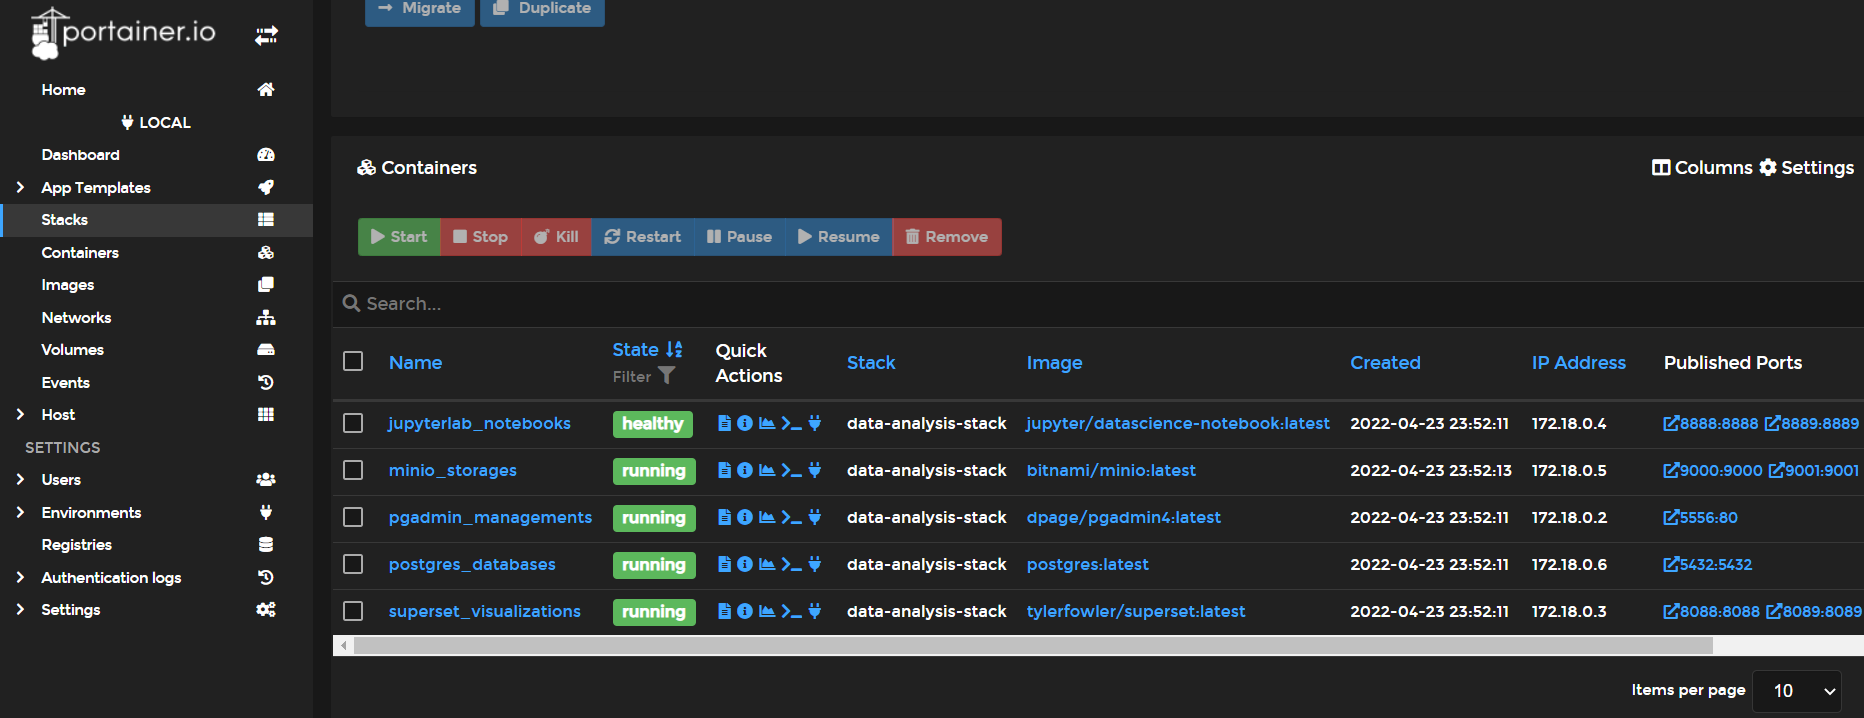 portainer.io
Home
LOCAL
Dashboard
App Templates
Stacks
Containers
Images
Networks
Volumes
Events
Host
SETTINGS
Users
Environments
Registries
Authentication logs
Settings
Migrate Duplicate
Containers Columns Settings
Start Stop Kill Restart Pause Resume Remove
Search...
Name State Filter Quick Actions Stack Image Created IP Address Published Ports
jupyterlab_notebooks healthy data-analysis-stack jupyter/datascience-notebook:latest 2022-04-23 23:52:11 172.18.0.4 8888:8888 8889:8889
minio_storages running data-analysis-stack bitnami/minio:latest 2022-04-23 23:52:13 172.18.0.5 9000:9000 9001:9001
pgadmin_managements running data-analysis-stack dpage/pgadmin4:latest 2022-04-23 23:52:11 172.18.0.2 5556:80
postgres_databases running data-analysis-stack postgres:latest 2022-04-23 23:52:11 172.18.0.6 5432:5432
superset_visualizations running data-analysis-stack tylerfowler/superset:latest 2022-04-23 23:52:11 172.18.0.3 8088:8088 8089:8089
Items per page 10